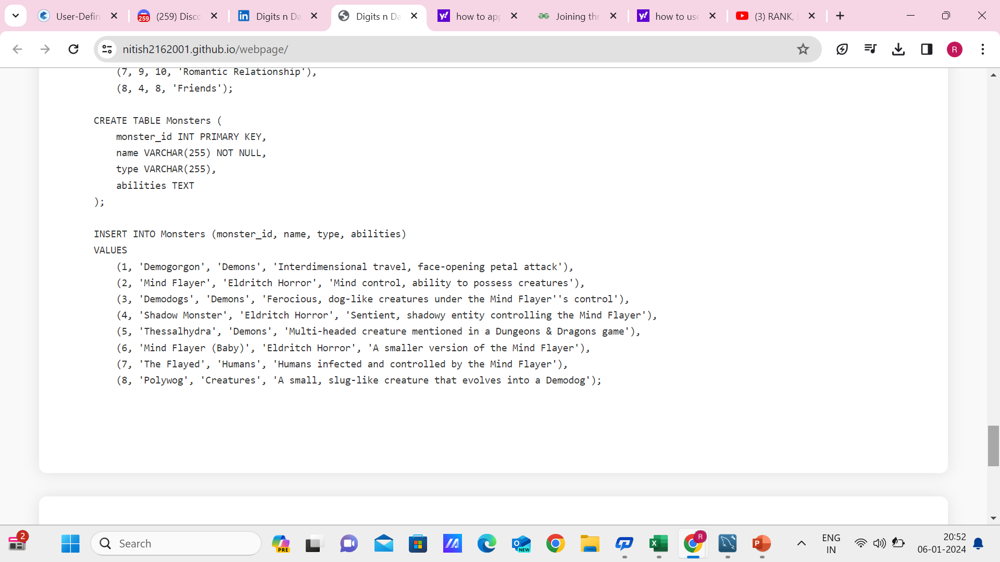 User-Defin
259
(259) Disco
in
Digits n Da
Digits n Da
y!
how to app
Joining thr
y!
how to use
(3) RANK,
nitish2162001.github.io/webpage/
R
(7, 9, 10, 'Romantic Relationship'),
(8, 4, 8, 'Friends');
CREATE TABLE Monsters (
monster_id INT PRIMARY KEY,
name VARCHAR(255) NOT NULL,
type VARCHAR(255),
abilities TEXT
);
INSERT INTO Monsters (monster_id, name, type, abilities)
VALUES
(1, 'Demogorgon', 'Demons', 'Interdimensional travel, face-opening petal attack'),
(2, 'Mind Flayer', 'Eldritch Horror', 'Mind control, ability to possess creatures'),
(3, 'Demodogs', 'Demons', 'Ferocious, dog-like creatures under the Mind Flayer''s control'),
(4, 'Shadow Monster', 'Eldritch Horror', 'Sentient, shadowy entity controlling the Mind Flayer'),
(5, 'Thessalhydra', 'Demons', 'Multi-headed creature mentioned in a Dungeons & Dragons game'),
(6, 'Mind Flayer (Baby)', 'Eldritch Horror', 'A smaller version of the Mind Flayer'),
(7, 'The Flayed', 'Humans', 'Humans infected and controlled by the Mind Flayer'),
(8, 'Polywog', 'Creatures', 'A small, slug-like creature that evolves into a Demodog');
2
Search
PRE
NEW
R
ENG
IN
20:52
06-01-2024